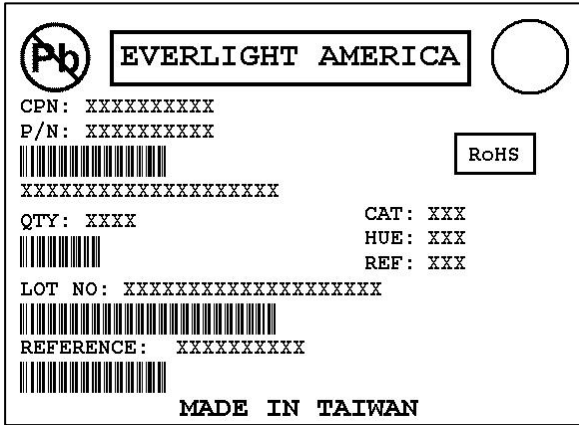 Pb
EVERLIGHT AMERICA
CPN: XXXXXXXXXX
P/N: XXXXXXXXXX
RoHS
XXXXXXXXXXXXXXXXXXXX
QTY: XXXX
CAT: XXX
HUE: XXX
REF: XXX
LOT NO: XXXXXXXXXXXXXXXXXXXX
REFERENCE: XXXXXXXXXX
MADE IN TAIWAN